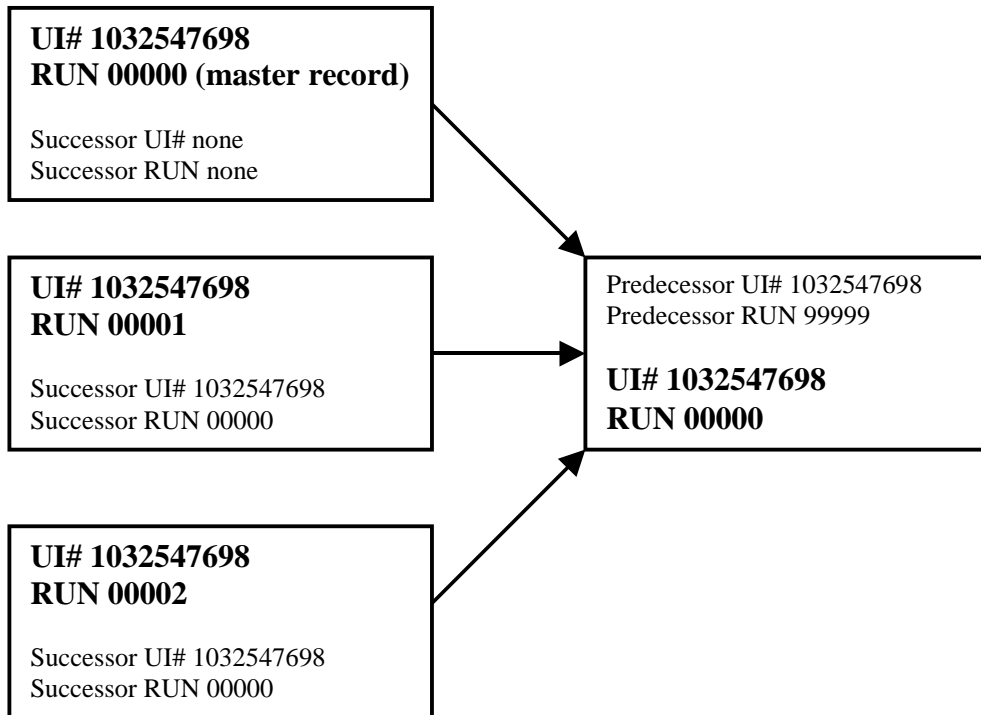 UI# 1032547698
RUN 00000 (master record)
Successor UI# none
Successor RUN none
UI# 1032547698
RUN 00001
Successor UI# 1032547698
Successor RUN 00000
UI# 1032547698
RUN 00002
Successor UI# 1032547698
Successor RUN 00000
Predecessor UI# 1032547698
Predecessor RUN 99999
UI# 1032547698
RUN 00000